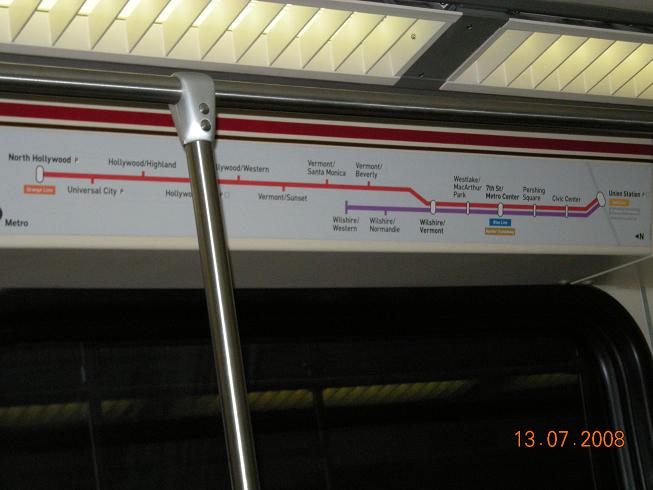 North Hollywood P
Orange Line
Hollywood/Highland
Universal City P
lywood/Western
Hollywoo
Vermont/Sunset
Vermont/
Santa Monica
Vermont/
Beverly
Wilshire/
Western
Wilshire/
Normandie
Wilshire/
Vermont
Westlake/
MacArthur
Park
7th St/
Metro Center
Blue Line
Pershing
Square
Civic Center
Union Station P
Metro
N
13.07.2008